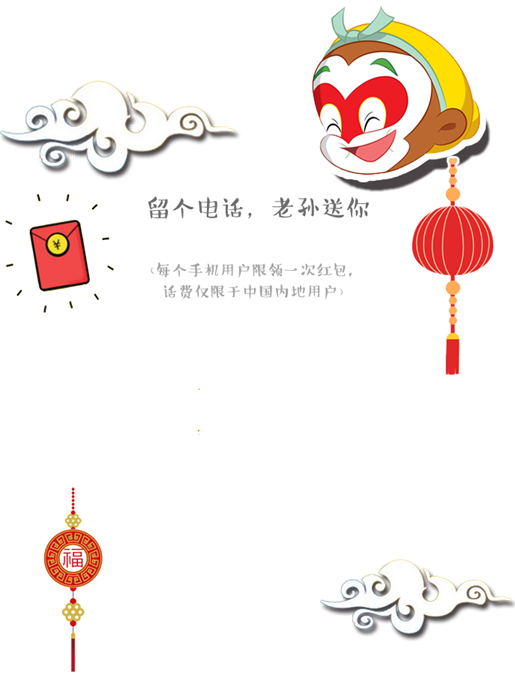 留个电话，老孙送你
¥
（每个手机用户限领一次红包，
话费仅限于中国内地用户）
福